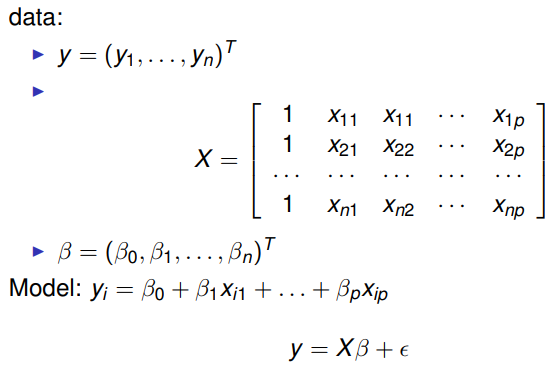 data:
▶ y = (y₁, . . . , yₙ)ᵀ
▶
X = [ 1 x₁₁ x₁₁ ⋯ x₁ₚ
1 x₂₁ x₂₂ ⋯ x₂ₚ
⋯ ⋯ ⋯ ⋯ ⋯
1 xₙ₁ xₙ₂ ⋯ xₙₚ ]
▶ β = (β₀, β₁, . . . , βₙ)ᵀ
Model: yᵢ = β₀ + β₁xᵢ₁ + . . . + βₚxᵢₚ
y = Xβ + ϵ